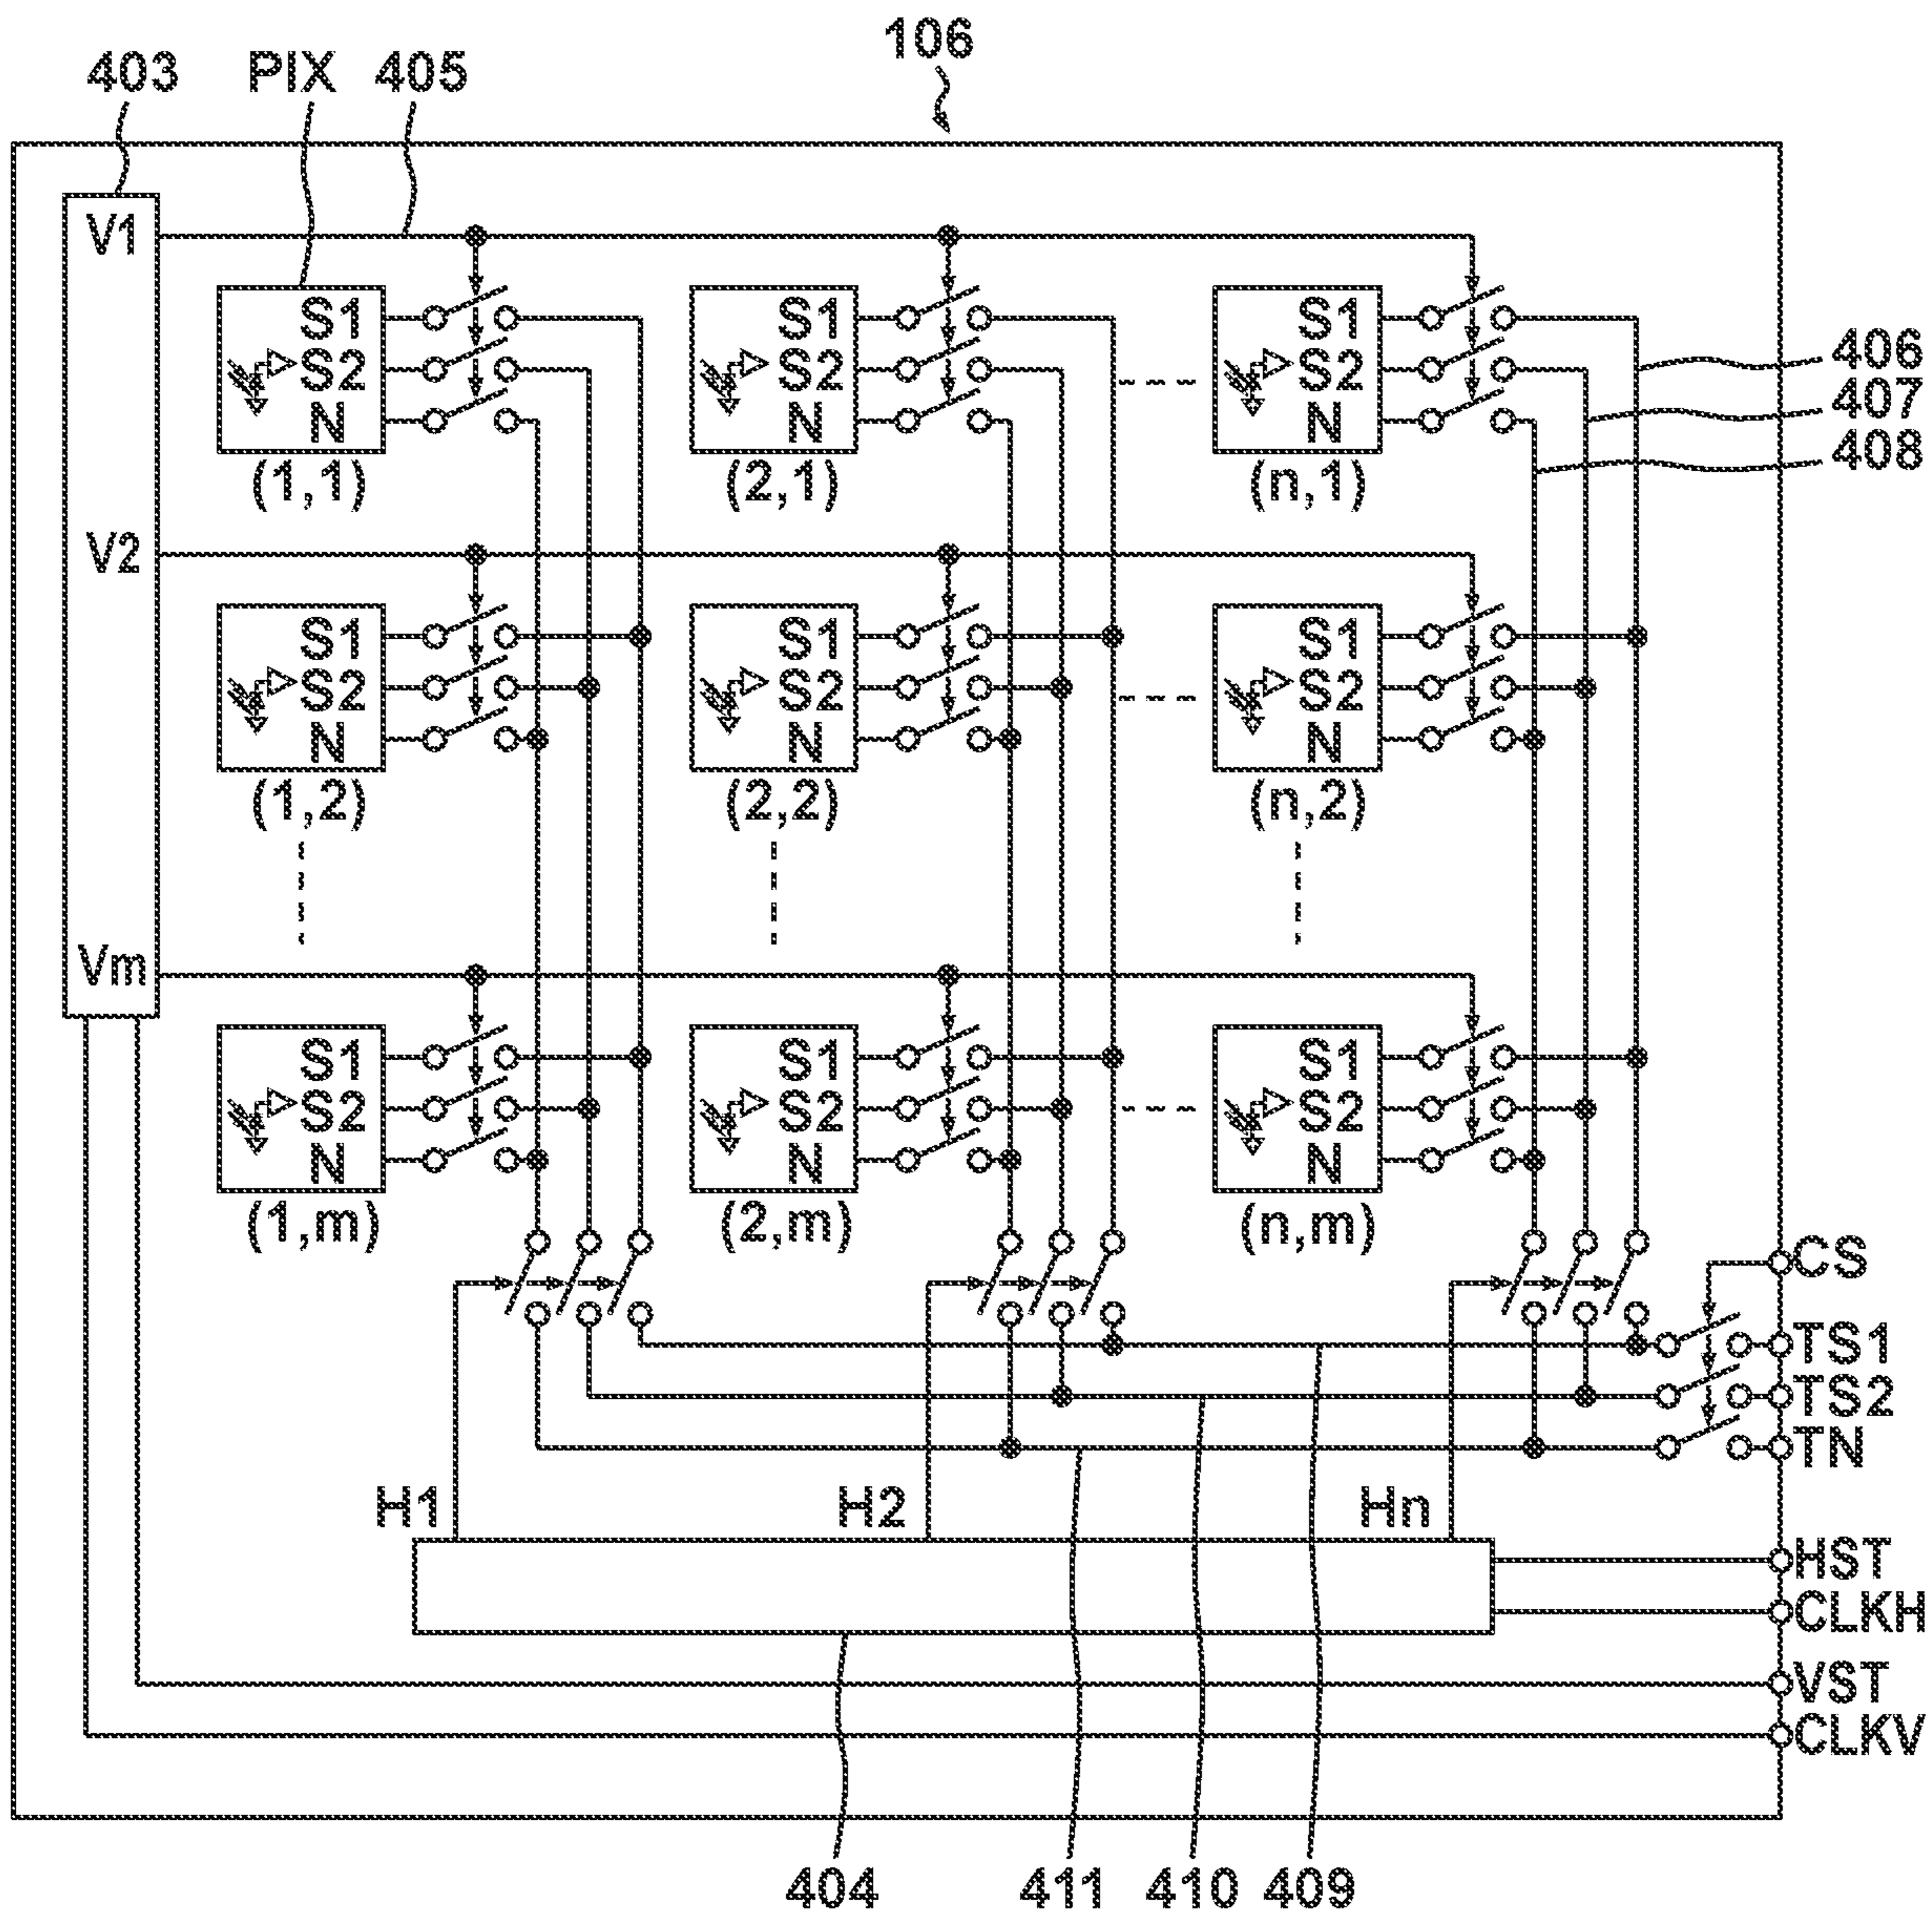 106
403 PIX 405
V1
S1 S1 S1
S2 S2 S2
N N N
406
407
408
(1,1) (2,1) (n,1)
V2
S1 S1 S1
S2 S2 S2
N N N
(1,2) (2,2) (n,2)
Vm
S1 S1 S1
S2 S2 S2
N N N
(1,m) (2,m) (n,m)
CS
TS1
TS2
TN
H1 H2 Hn
HST
CLKH
VST
CLKV
404 411 410 409